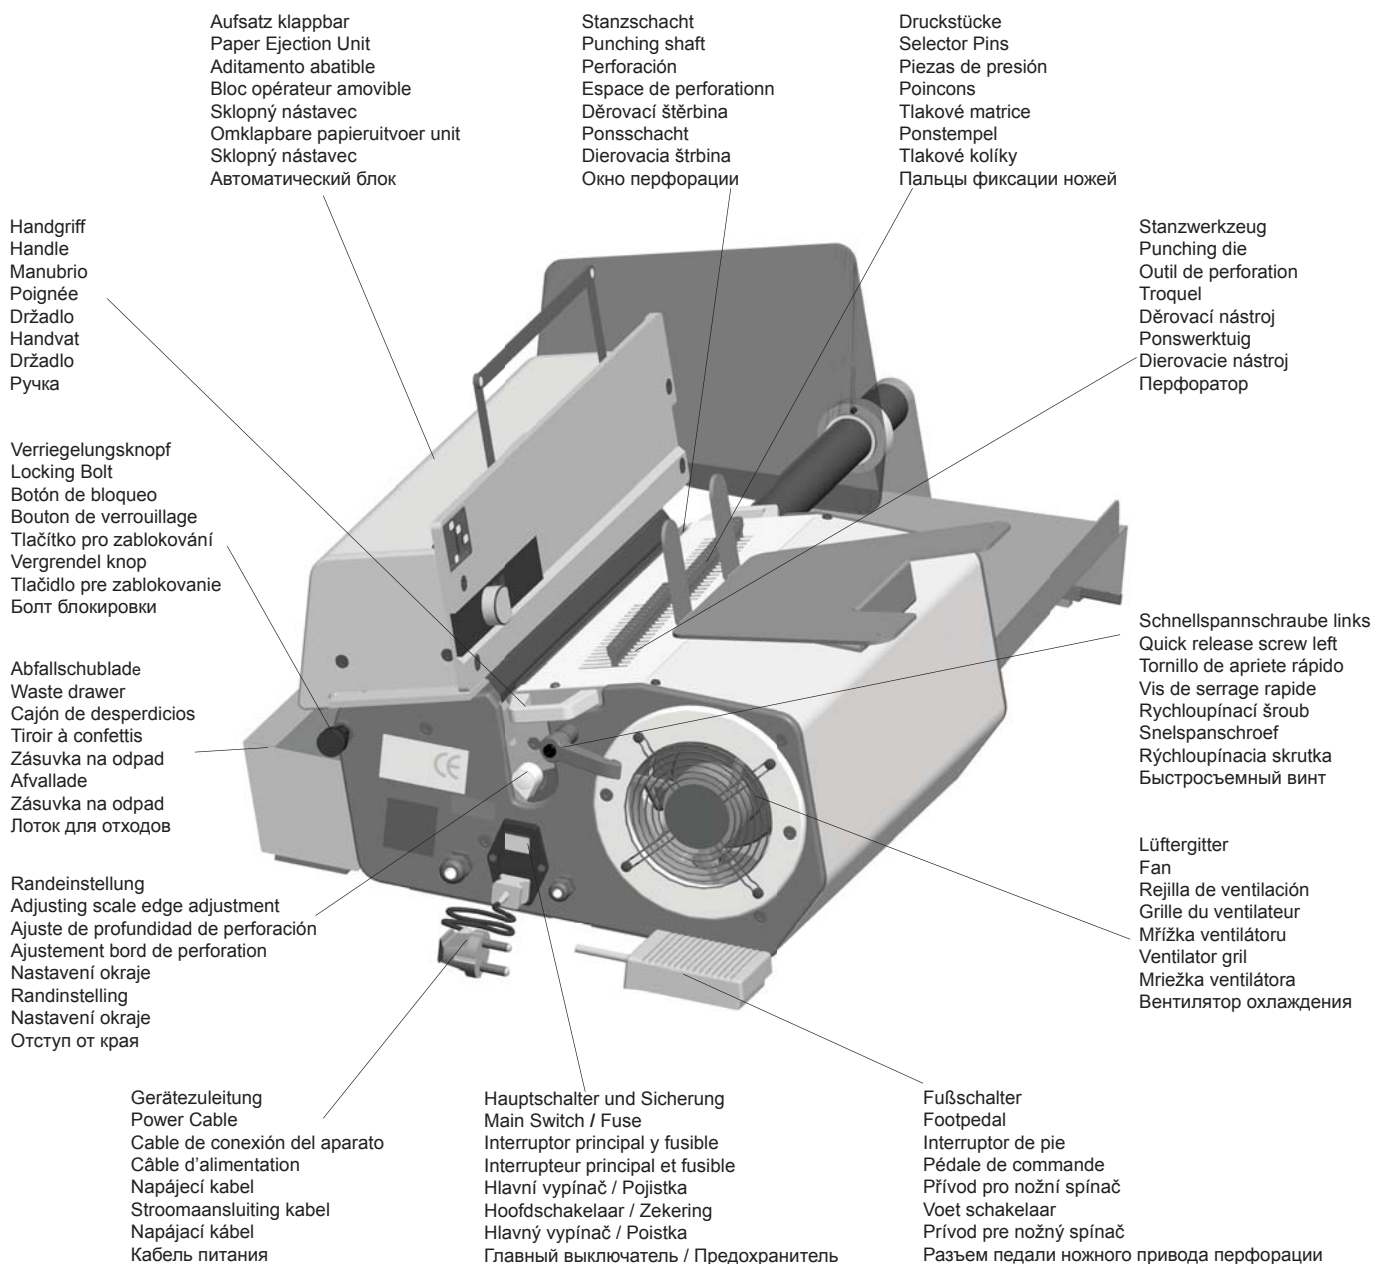 Aufsatz klappbar
Paper Ejection Unit
Aditamento abatible
Bloc opérateur amovible
Sklopný nástavec
Omklapbare papieruitvoer unit
Sklopný nástavec
Автоматический блок
Stanzschacht
Punching shaft
Perforación
Espace de perforationn
Děrovací štěrbina
Ponsschacht
Dierovacia štrbina
Окно перфорации
Druckstücke
Selector Pins
Piezas de presión
Poincons
Tlakové matrice
Ponstempel
Tlakové kolíky
Пальцы фиксации ножей
Handgriff
Handle
Manubrio
Poignée
Držadlo
Handvat
Držadlo
Ручка
Stanzwerkzeug
Punching die
Outil de perforation
Troquel
Děrovací nástroj
Ponswerktuig
Dierovacie nástroj
Перфоратор
Verriegelungsknopf
Locking Bolt
Botón de bloqueo
Bouton de verrouillage
Tlačítko pro zablokování
Vergrendel knop
Tlačidlo pre zablokovanie
Болт блокировки
Schnellspannschraube links
Quick release screw left
Tornillo de apriete rápido
Vis de serrage rapide
Rychloupínací šroub
Snelspanschroef
Rýchloupínacia skrutka
Быстросъемный винт
Abfallschublade
Waste drawer
Cajón de desperdicios
Tiroir à confettis
Zásuvka na odpad
Afvallade
Zásuvka na odpad
Лоток для отходов
CE
Lüftergitter
Fan
Rejilla de ventilación
Grille du ventilateur
Mřížka ventilátoru
Ventilator gril
Mriežka ventilátora
Вентилятор охлаждения
Randeinstellung
Adjusting scale edge adjustment
Ajuste de profundidad de perforación
Ajustement bord de perforation
Nastavení okraje
Randinstelling
Nastavení okraje
Отступ от края
Gerätezuleitung
Power Cable
Cable de conexión del aparato
Câble d’alimentation
Napájecí kabel
Stroomaansluiting kabel
Napájací kábel
Кабель питания
Hauptschalter und Sicherung
Main Switch / Fuse
Interruptor principal y fusible
Interrupteur principal et fusible
Hlavní vypínač / Pojistka
Hoofdschakelaar / Zekering
Hlavný vypínač / Poistka
Главный выключатель / Предохранитель
Fußschalter
Footpedal
Interruptor de pie
Pédale de commande
Přívod pro nožní spínač
Voet schakelaar
Prívod pre nožný spínač
Разъем педали ножного привода перфорации